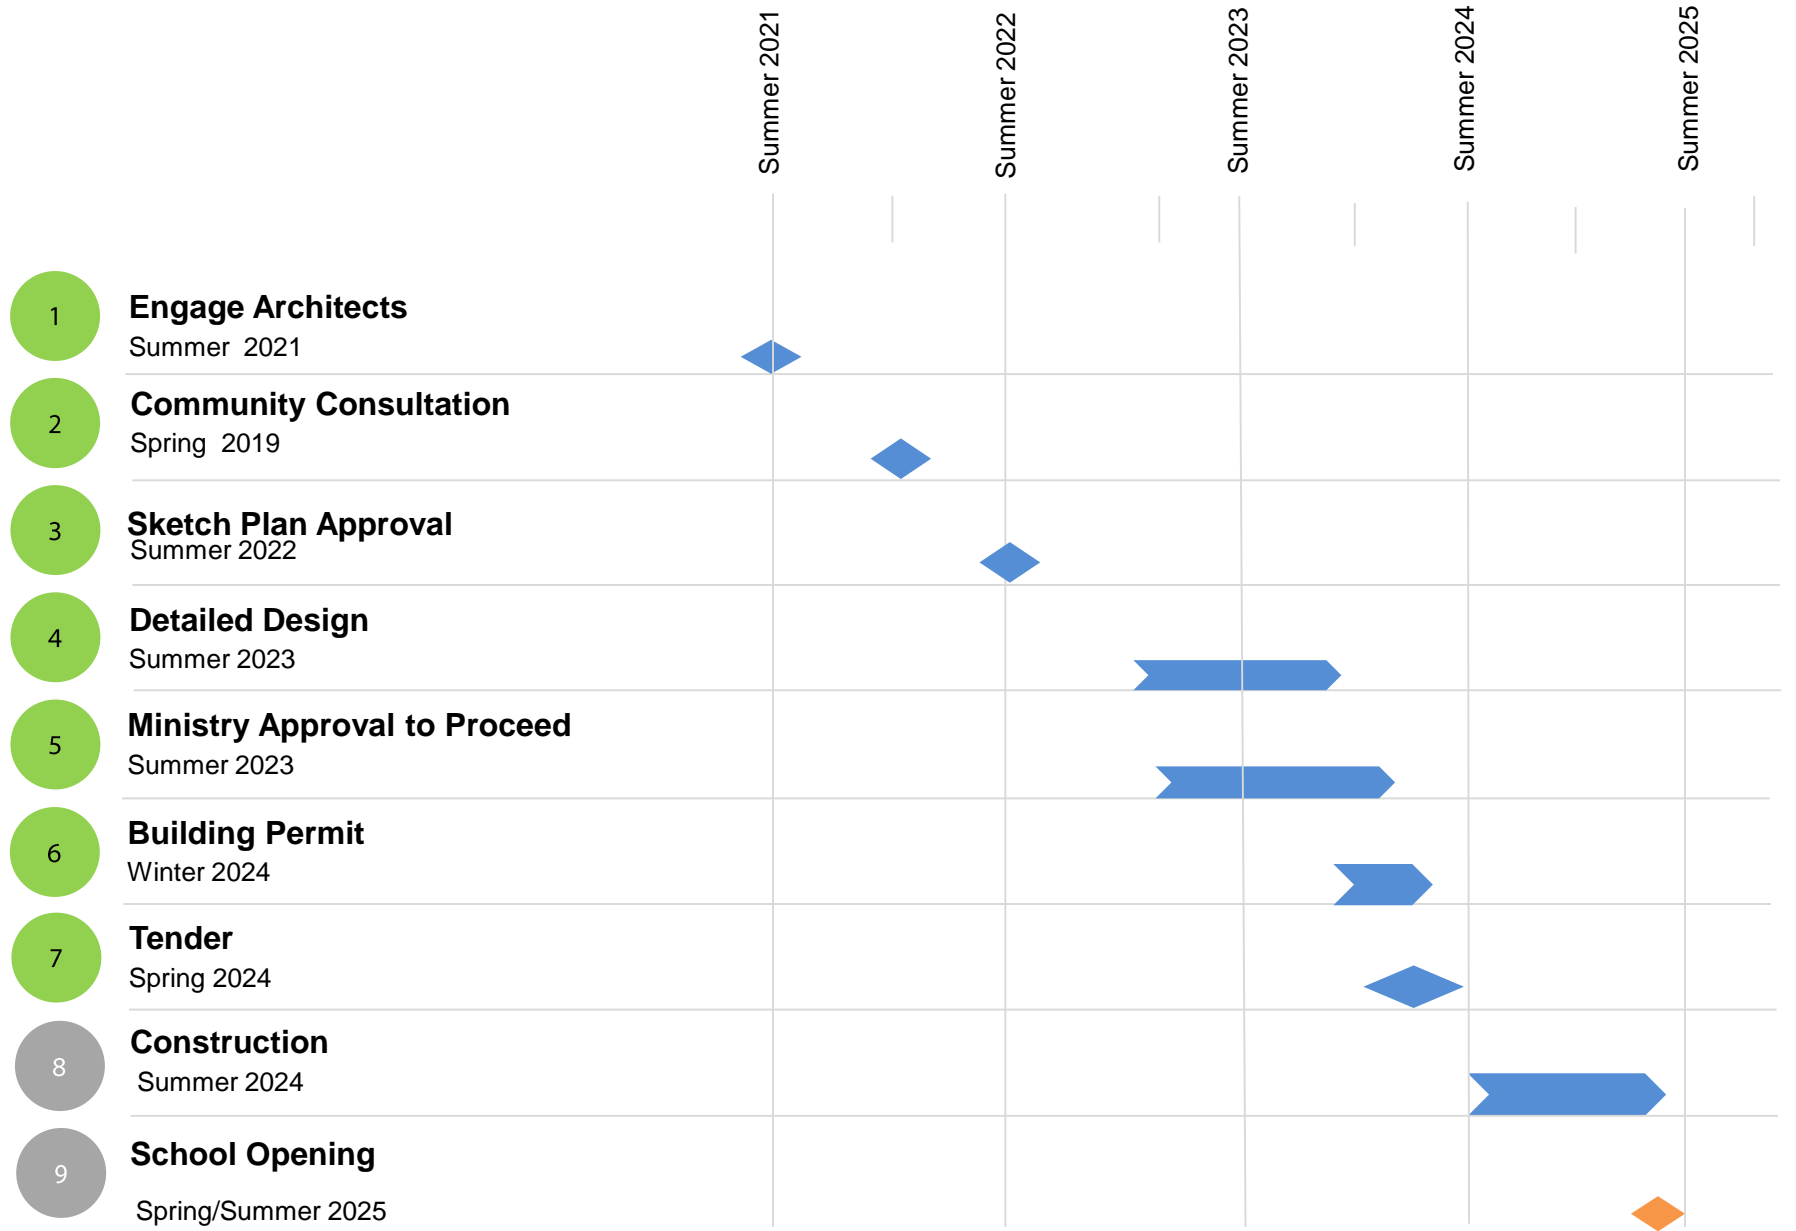 Summer 2021
Summer 2022
Summer 2023
Summer 2024
Summer 2025
1
Engage Architects
Summer 2021
2
Community Consultation
Spring 2019
3
Sketch Plan Approval
Summer 2022
4
Detailed Design
Summer 2023
5
Ministry Approval to Proceed
Summer 2023
6
Building Permit
Winter 2024
7
Tender
Spring 2024
8
Construction
Summer 2024
9
School Opening
Spring/Summer 2025